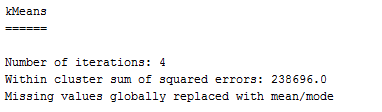 kMeans
======
Number of iterations: 4
Within cluster sum of squared errors: 238696.0
Missing values globally replaced with mean/mode